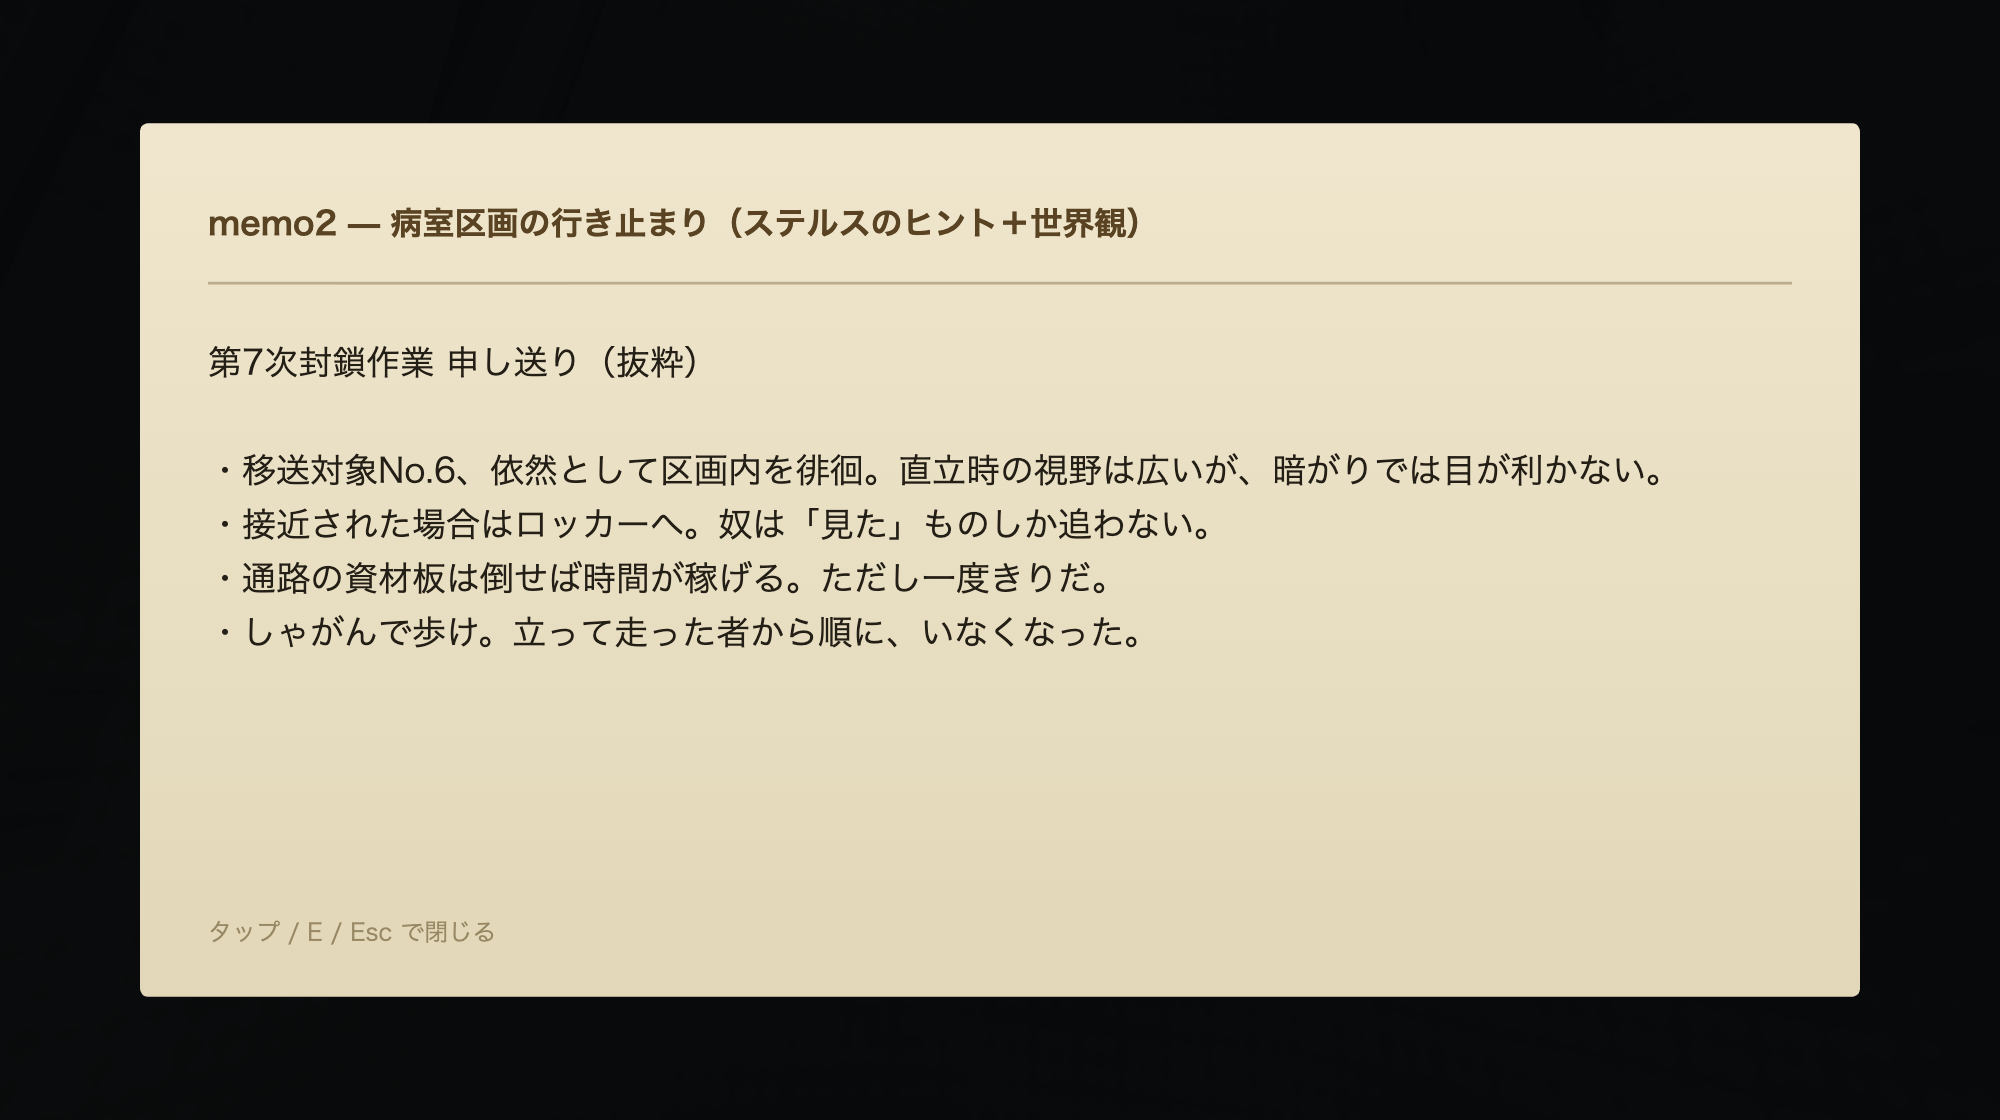 memo2 — 病室区画の行き止まり（ステルスのヒント＋世界観）
第7次封鎖作業 申し送り（抜粋）
・移送対象No.6、依然として区画内を徘徊。直立時の視野は広いが、暗がりでは目が利かない。
・接近された場合はロッカーへ。奴は「見た」ものしか追わない。
・通路の資材板は倒せば時間が稼げる。ただし一度きりだ。
・しゃがんで歩け。立って走った者から順に、いなくなった。
タップ / E / Esc で閉じる